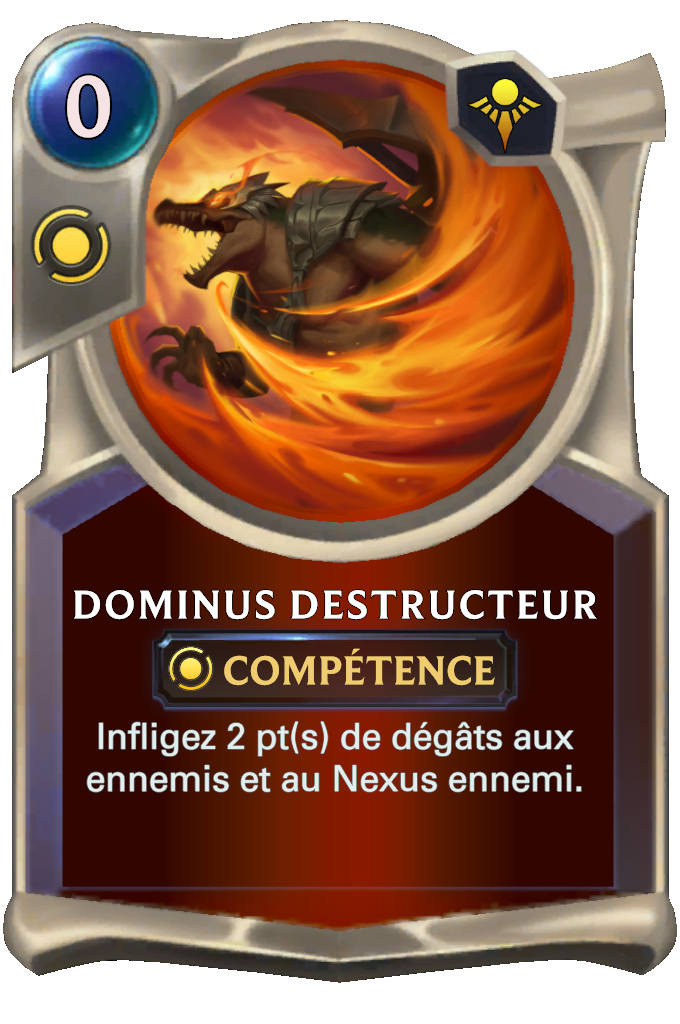 0
DOMINUS DESTRUCTEUR
COMPÉTENCE
Infligez 2 pt(s) de dégâts aux
ennemis et au Nexus ennemi.